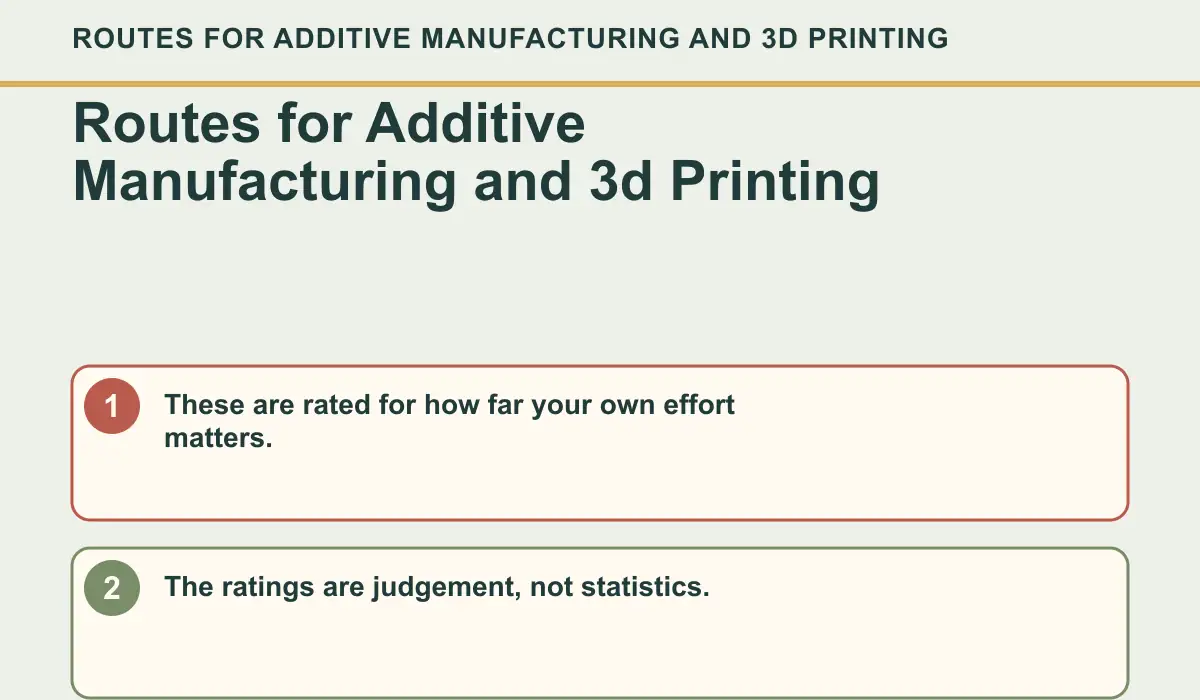 ROUTES FOR ADDITIVE MANUFACTURING AND 3D PRINTING
Routes for Additive
Manufacturing and 3d Printing
1
These are rated for how far your own effort
matters.
2
The ratings are judgement, not statistics.